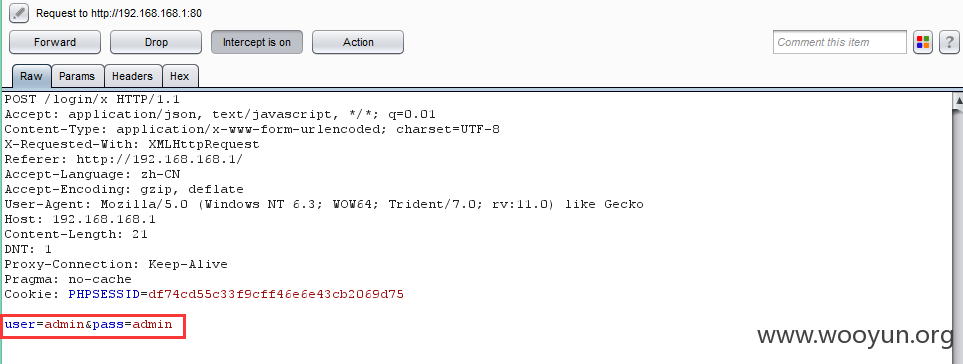 Request to http://192.168.168.1:80
Forward Drop Intercept is on Action Comment this item ?
Raw Params Headers Hex
POST /login/x HTTP/1.1
Accept: application/json, text/javascript, */*; q=0.01
Content-Type: application/x-www-form-urlencoded; charset=UTF-8
X-Requested-With: XMLHttpRequest
Referer: http://192.168.168.1/
Accept-Language: zh-CN
Accept-Encoding: gzip, deflate
User-Agent: Mozilla/5.0 (Windows NT 6.3; WOW64; Trident/7.0; rv:11.0) like Gecko
Host: 192.168.168.1
Content-Length: 21
DNT: 1
Proxy-Connection: Keep-Alive
Pragma: no-cache
Cookie: PHPSESSID=df74cd55c33f9cff46e6e43cb2069d75
user=admin&pass=admin
www.wooyun.org